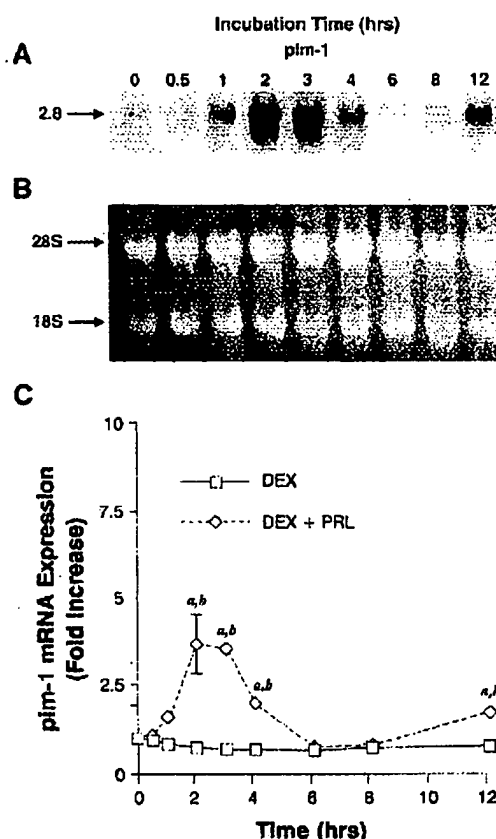 Incubation Time (hrs)
pim-1
A
0 0.5 1 2 3 4 6 8 12
2.8
B
28S
18S
C
10
7.5
5
2.5
0
pim-1 mRNA Expression
(Fold Increase)
DEX
DEX + PRL
a,b
a,b
a,b
a,b
0 2 4 6 8 10 12
Time (hrs)